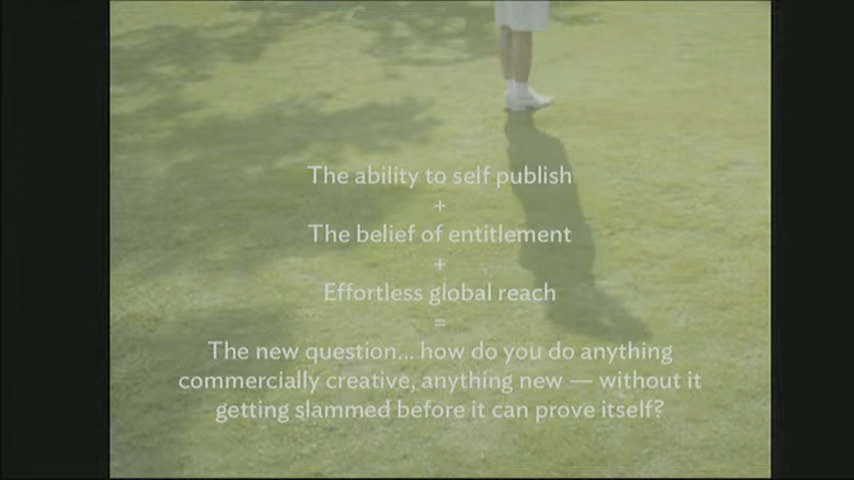 The ability to self publish
+
The belief of entitlement
+
Effortless global reach
=
The new question... how do you do anything
commercially creative, anything new — without it
getting slammed before it can prove itself?